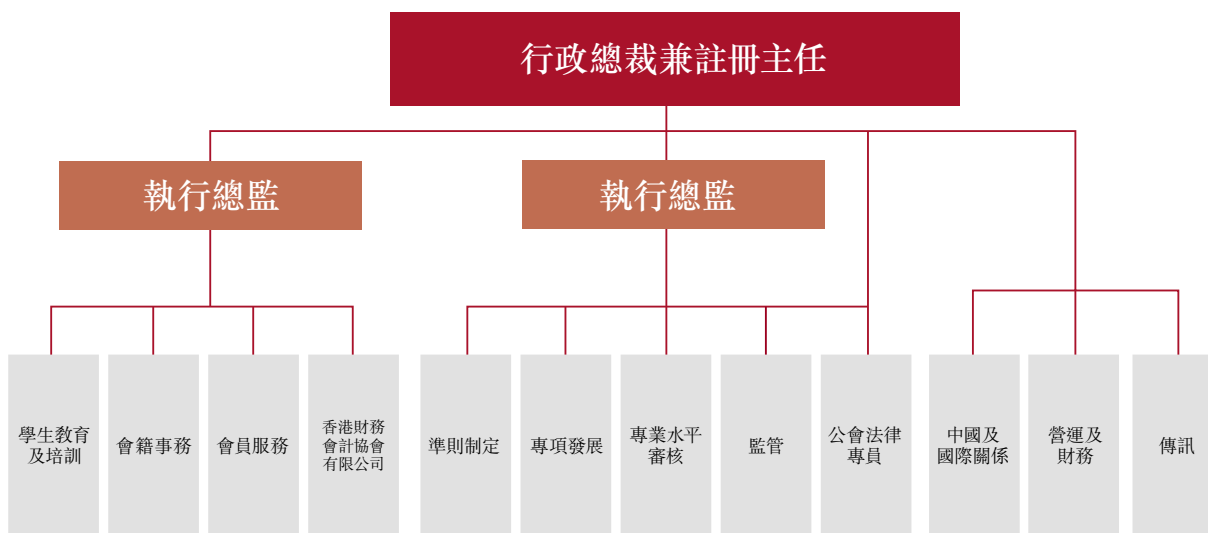 行政總裁兼註冊主任
執行總監
執行總監
學生教育
及培訓
會籍事務
會員服務
香港財務
會計協會
有限公司
準則制定
專項發展
專業水平
審核
監管
公會法律
專員
中國及
國際關係
營運及
財務
傳訊